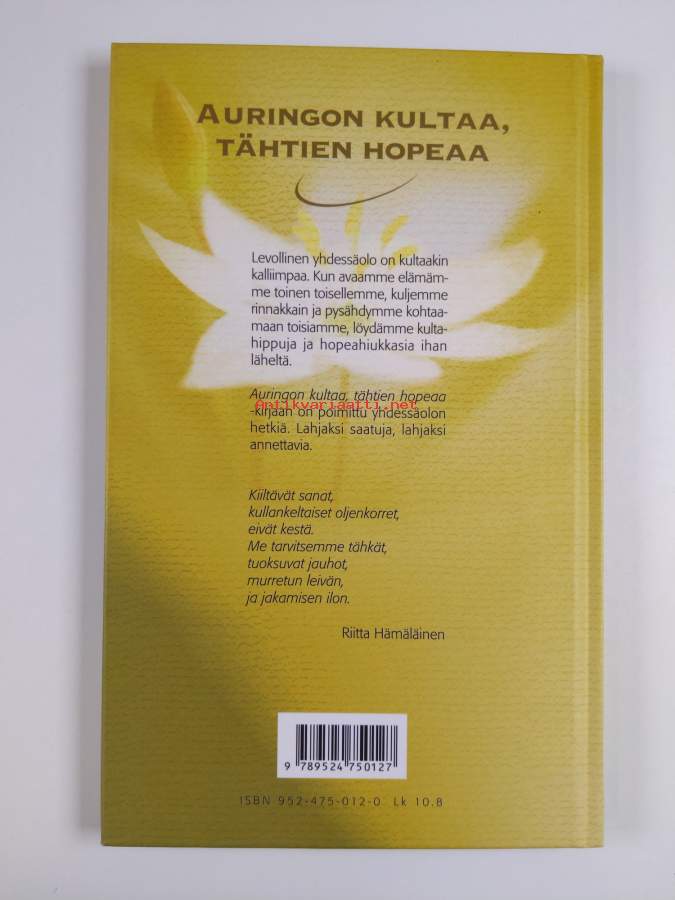 AURINGON KULTAA,
TÄHTIEN HOPEAA
Levollinen yhdessäolo on kultaakin
kalliimpaa. Kun avaamme elämäm-
me toinen toisellemme, kuljemme
rinnakkain ja pysähdymme kohtaa-
maan toisiamme, löydämme kulta-
hippuja ja hopeahiukkasia ihan
läheltä.
Auringon kultaa, tähtien hopeaa
Antikvariaatti.net
-kirjaan on poimittu yhdessäolon
hetkiä. Lahjaksi saatuja, lahjaksi
annettavia.
Kiiltävät sanat,
kullankeltaiset oljenkorret,
eivät kestä.
Me tarvitsemme tähkät,
tuoksuvat jauhot,
murretun leivän,
ja jakamisen ilon.
Riitta Hämäläinen
9 789524 750127
ISBN 952-475-012-0 Lk 10.8